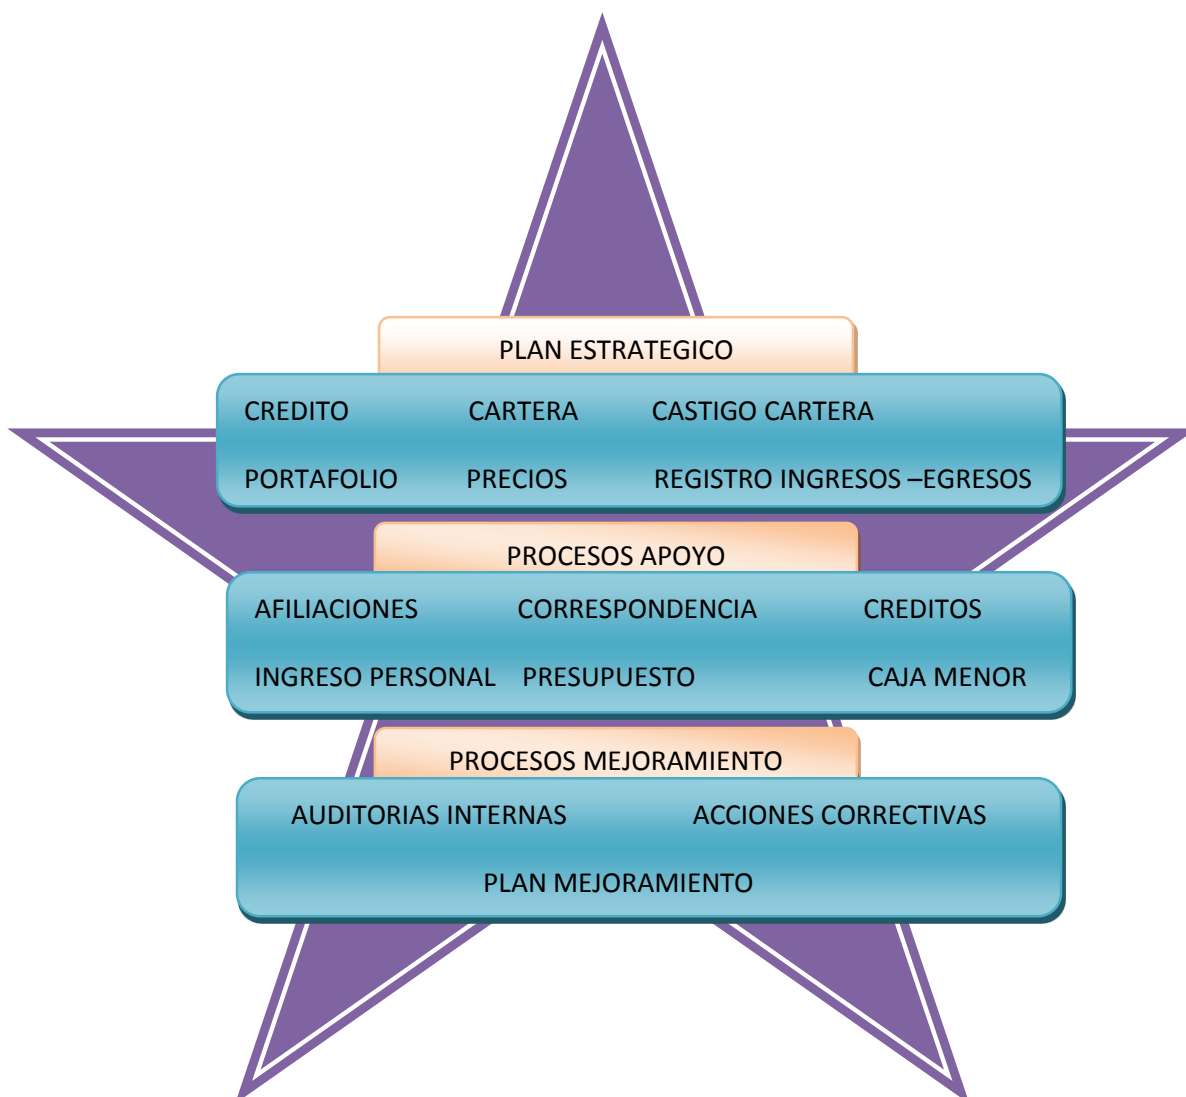 PLAN ESTRATEGICO
CREDITO CARTERA CASTIGO CARTERA
PORTAFOLIO PRECIOS REGISTRO INGRESOS –EGRESOS
PROCESOS APOYO
AFILIACIONES CORRESPONDENCIA CREDITOS
INGRESO PERSONAL PRESUPUESTO CAJA MENOR
PROCESOS MEJORAMIENTO
AUDITORIAS INTERNAS ACCIONES CORRECTIVAS
PLAN MEJORAMIENTO